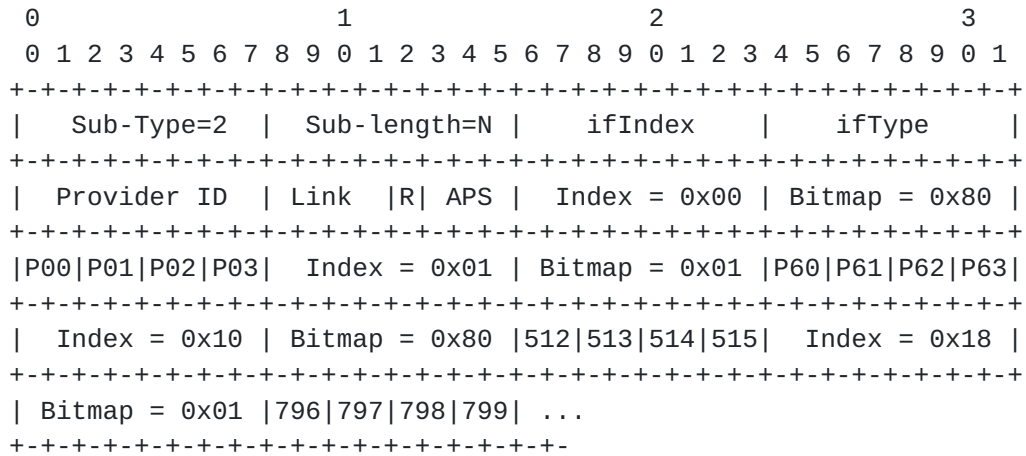 0                   1                   2                   3
 0 1 2 3 4 5 6 7 8 9 0 1 2 3 4 5 6 7 8 9 0 1 2 3 4 5 6 7 8 9 0 1
+-+-+-+-+-+-+-+-+-+-+-+-+-+-+-+-+-+-+-+-+-+-+-+-+-+-+-+-+-+-+-+-+
|   Sub-Type=2  | Sub-length=N |    ifIndex    |    ifType     |
+-+-+-+-+-+-+-+-+-+-+-+-+-+-+-+-+-+-+-+-+-+-+-+-+-+-+-+-+-+-+-+-+
|  Provider ID  | Link  |R| APS |  Index = 0x00 | Bitmap = 0x80 |
+-+-+-+-+-+-+-+-+-+-+-+-+-+-+-+-+-+-+-+-+-+-+-+-+-+-+-+-+-+-+-+-+
|P00|P01|P02|P03|  Index = 0x01 | Bitmap = 0x01 |P60|P61|P62|P63|
+-+-+-+-+-+-+-+-+-+-+-+-+-+-+-+-+-+-+-+-+-+-+-+-+-+-+-+-+-+-+-+-+
|  Index = 0x10 | Bitmap = 0x80 |512|513|514|515|  Index = 0x18 |
+-+-+-+-+-+-+-+-+-+-+-+-+-+-+-+-+-+-+-+-+-+-+-+-+-+-+-+-+-+-+-+-+
| Bitmap = 0x01 |796|797|798|799| ...
+-+-+-+-+-+-+-+-+-+-+-+-+-+-+-+-+-+-